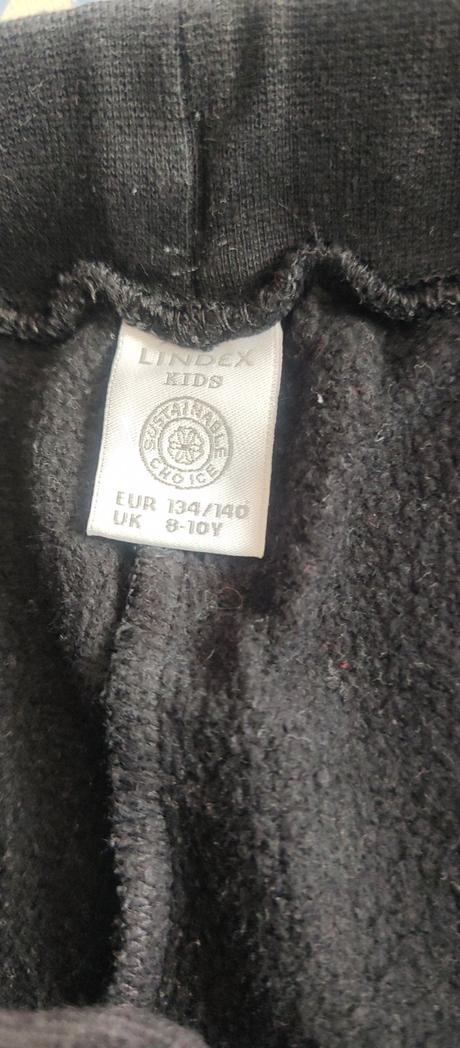 LINDEX
KIDS
SUSTAINABLE
CHOICE
EUR 134/140
UK 8-10Y